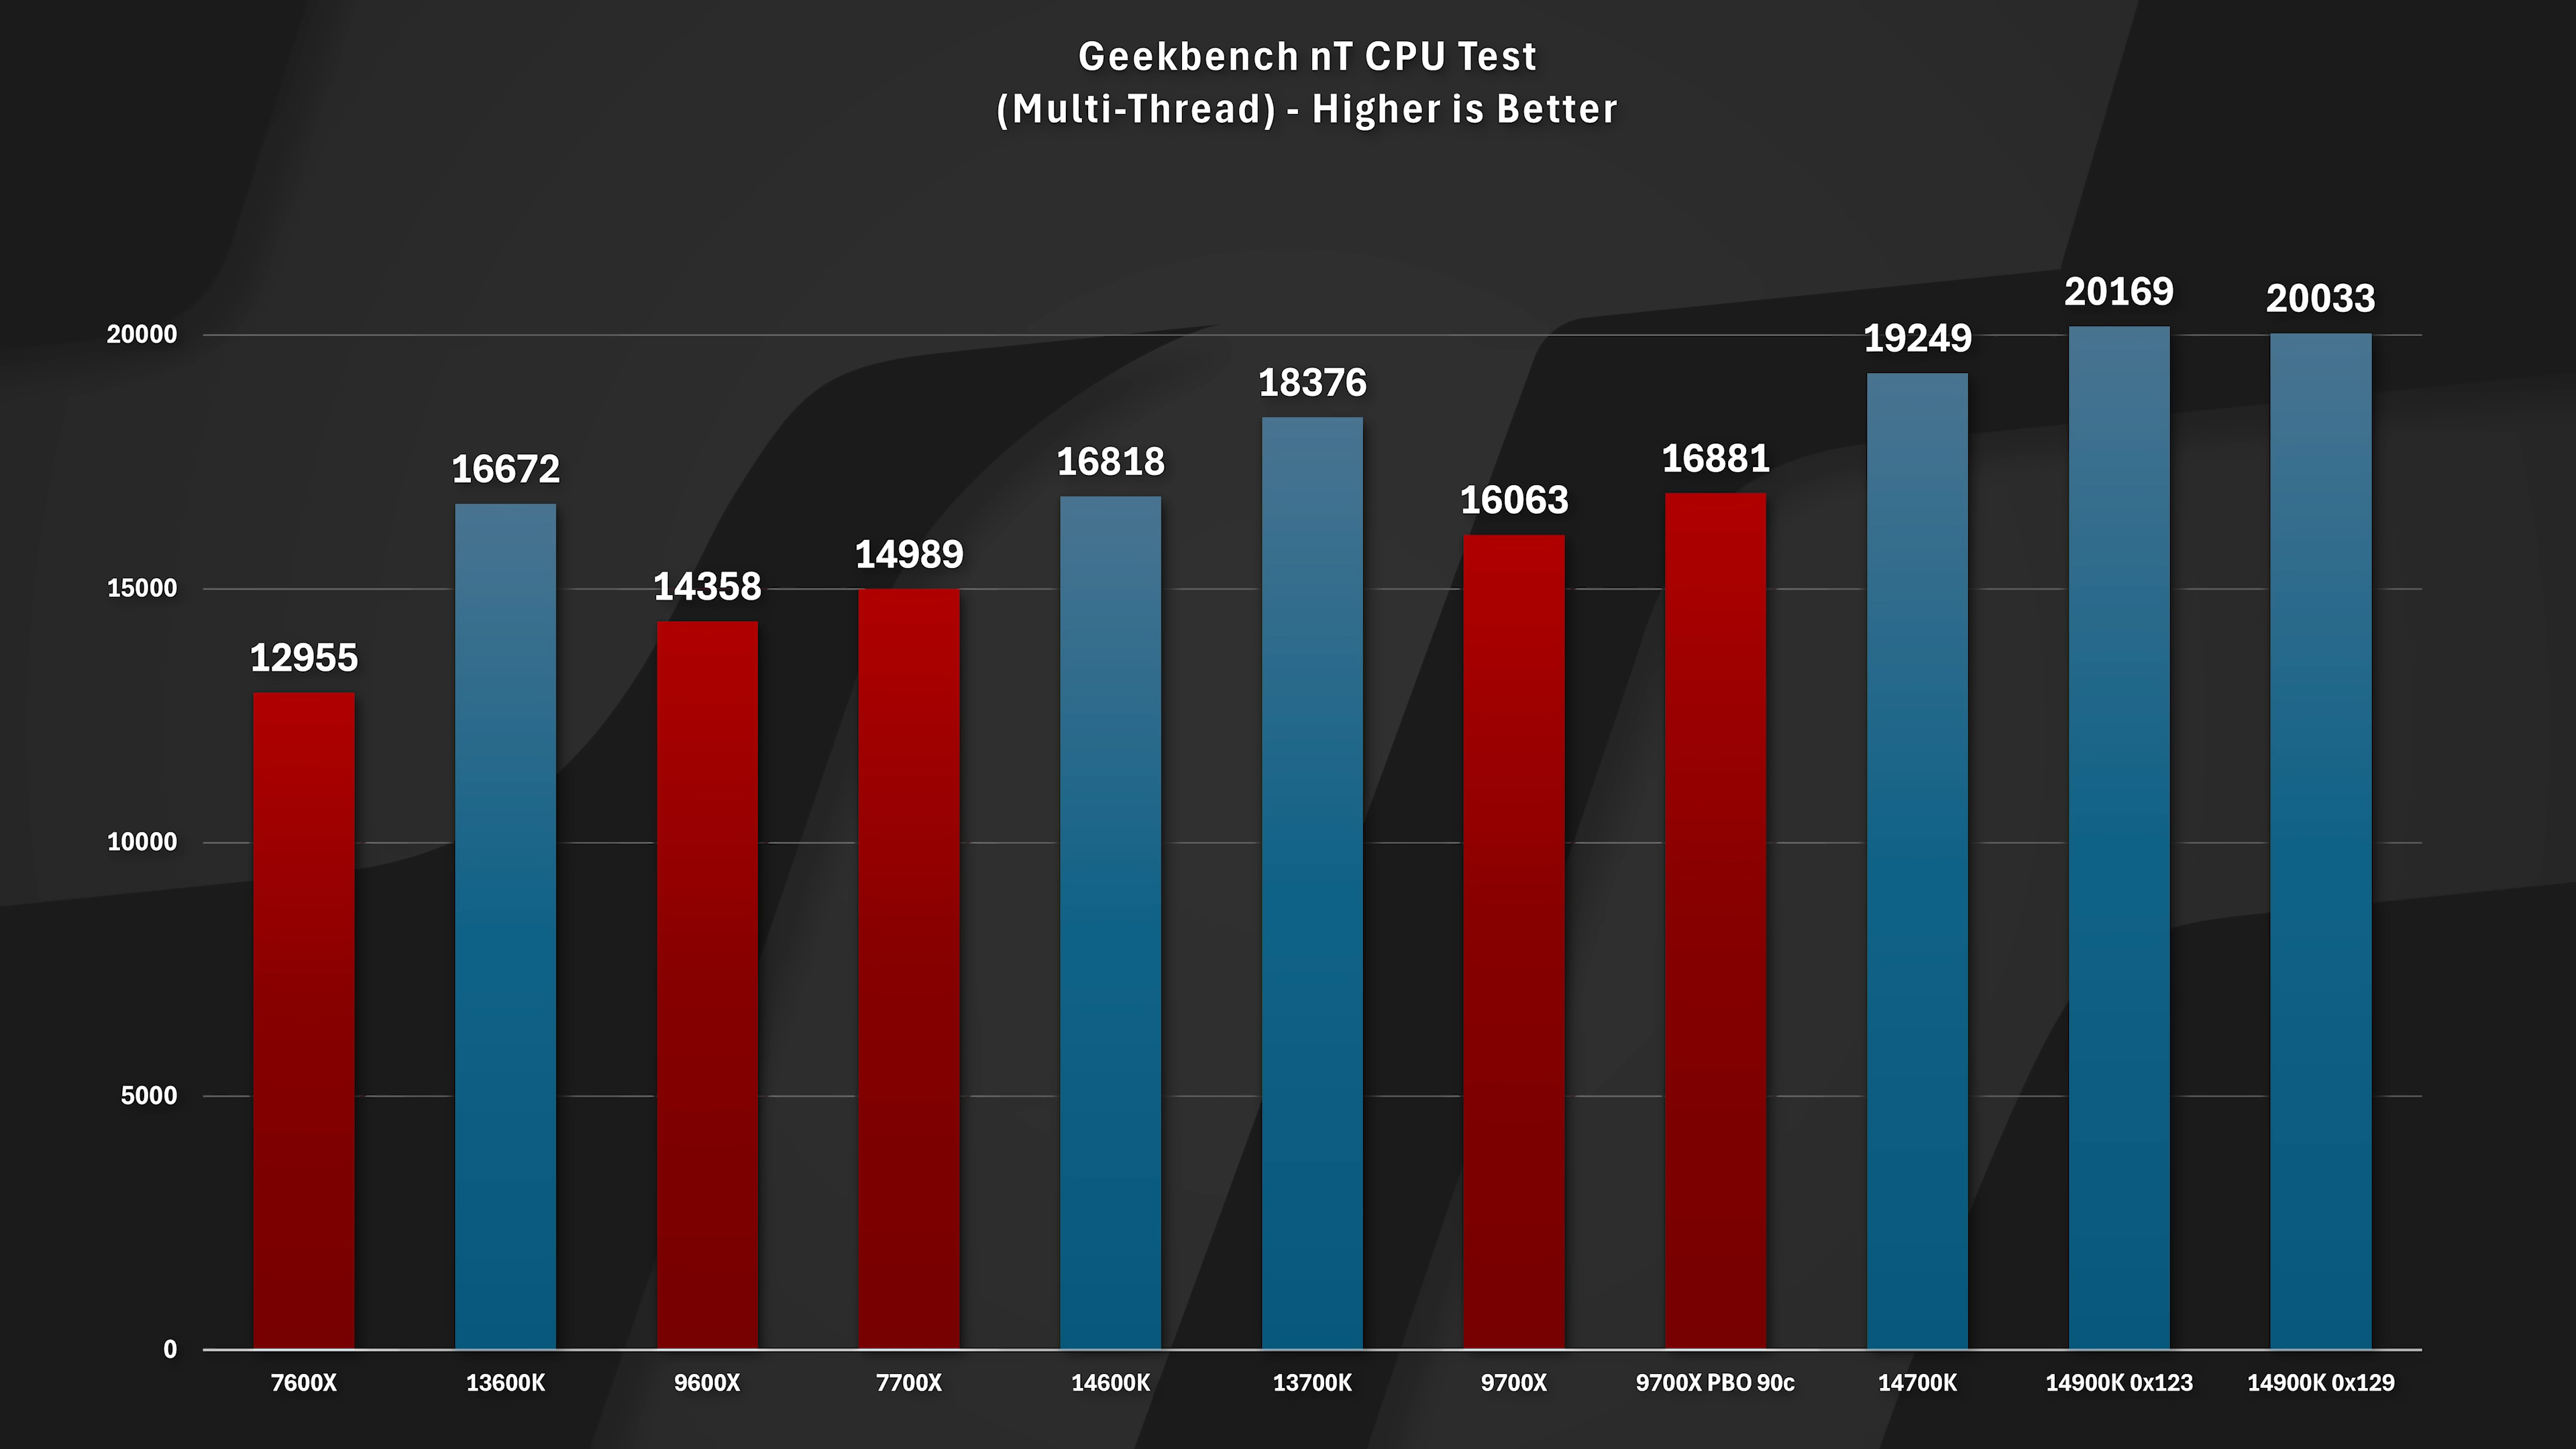 Geekbench nT CPU Test
(Multi-Thread) - Higher is Better
20000
15000
10000
5000
0
12955
16672
14358
14989
16818
18376
16063
16881
19249
20169
20033
7600X
13600K
9600X
7700X
14600K
13700K
9700X
9700X PBO 90c
14700K
14900K 0x123
14900K 0x129